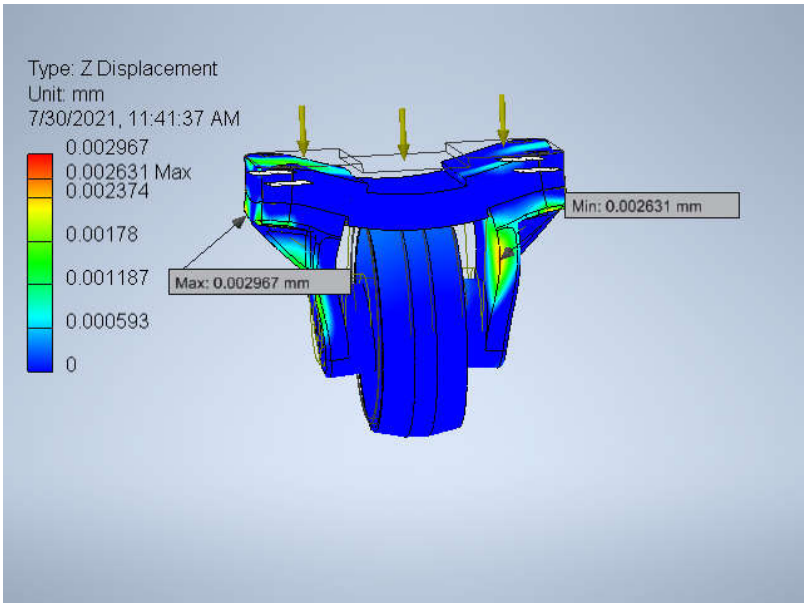 Type: Z Displacement
Unit: mm
7/30/2021, 11:41:37 AM
0.002967
0.002631 Max
0.002374
0.00178
0.001187
0.000593
0
Min: 0.002631 mm
Max: 0.002967 mm